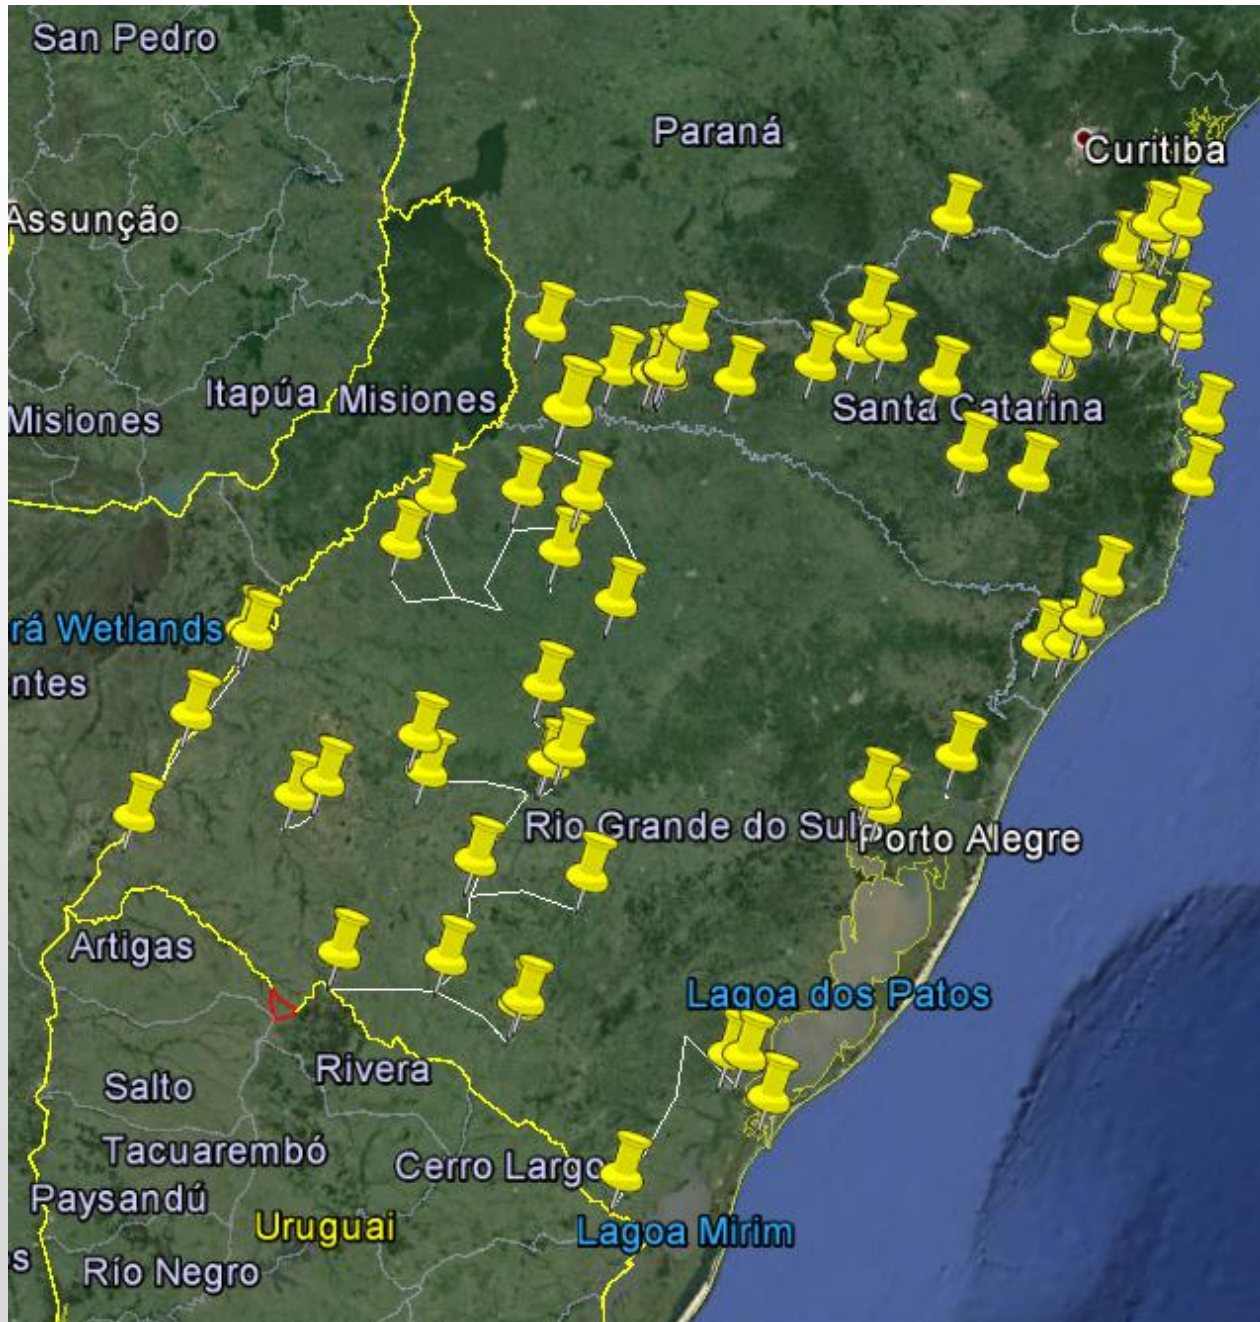 San Pedro
Paraná
Curitiba
Assunção
Itapúa
Misiones
Misiones
Santa Catarina
rá Wetlands
ntes
Rio Grande do Sul
Porto Alegre
Artigas
Lagoa dos Patos
Rivera
Salto
Tacuarembó
Cerro Largo
Paysandú
Uruguai
Lagoa Mirim
s
Río Negro